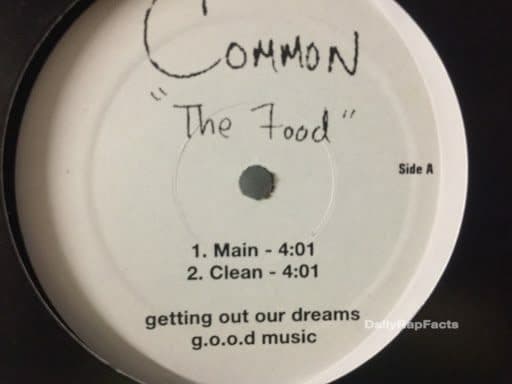 Common
"The Food"
Side A
1. Main - 4:01
2. Clean - 4:01
getting out our dreams
DailyRapFacts
g.o.o.d music